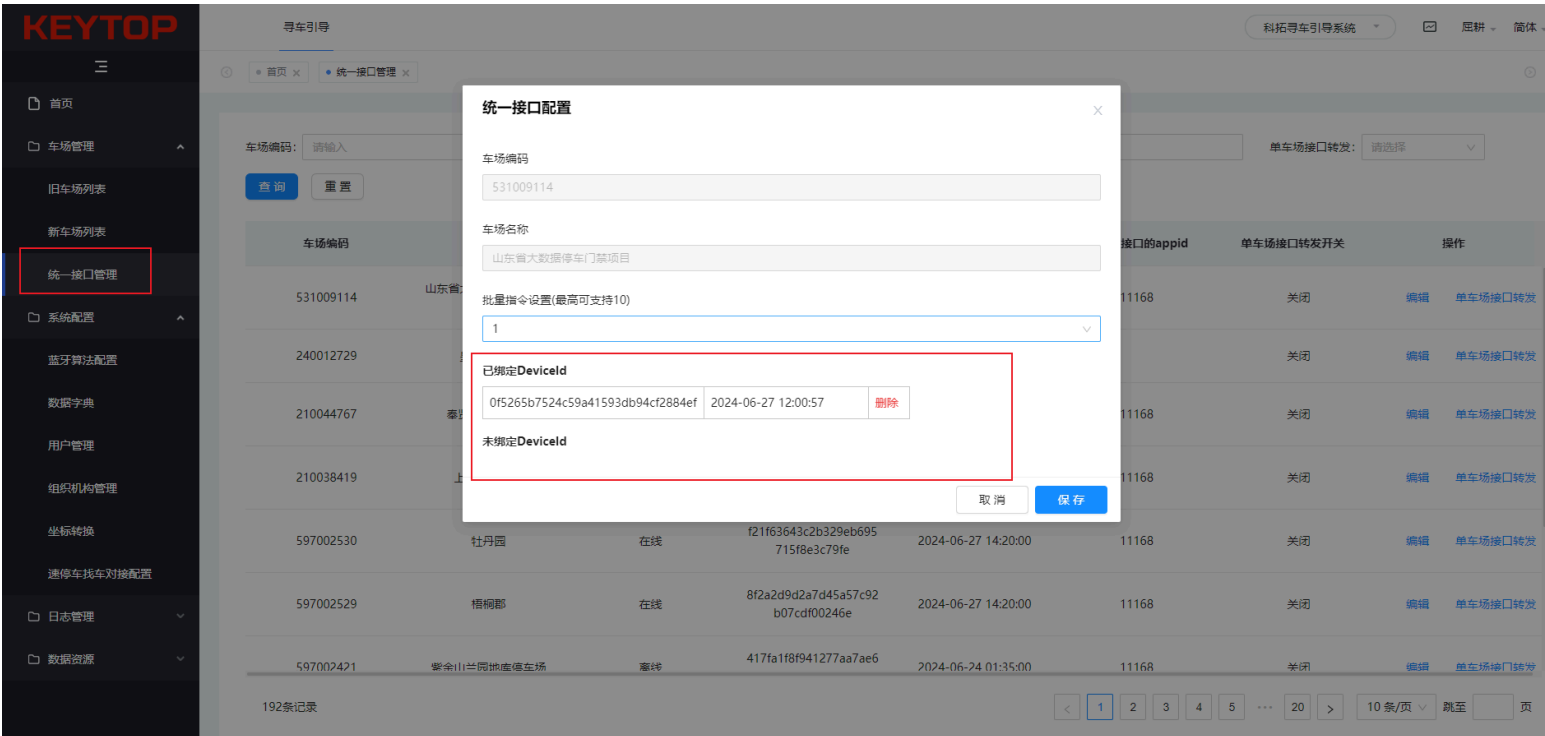 KEYTOP
寻车引导
科拓寻车引导系统
屈耕
简体
首页
统一接口管理
首页
车场管理
旧车场列表
新车场列表
统一接口管理
系统配置
蓝牙算法配置
数据字典
用户管理
组织机构管理
坐标转换
速停车找车对接配置
日志管理
数据资源
车场编码: 请输入
单车场接口转发: 请选择
查 询 重 置
车场编码 接口的appid 单车场接口转发开关 操作
531009114 山东省 11168 关闭 编辑 单车场接口转发
240012729 关闭 编辑 单车场接口转发
210044767 奉 11168 关闭 编辑 单车场接口转发
210038419 上 11168 关闭 编辑 单车场接口转发
597002530 牡丹园 在线 f21f63643c2b329eb695
715f8e3c79fe 2024-06-27 14:20:00 11168 关闭 编辑 单车场接口转发
597002529 梧桐郡 在线 8f2a2d9d2a7d45a57c92
b07cdf00246e 2024-06-27 14:20:00 11168 关闭 编辑 单车场接口转发
597002421 紫金山兰园地库停车场 离线 417fa1f8f941277aa7ae6 2024-06-24 01:35:00 11168 关闭 编辑 单车场接口转发
192条记录
< 1 2 3 4 5 ··· 20 > 10 条/页 跳至 页
统一接口配置
车场编码
531009114
车场名称
山东省大数据停车门禁项目
批量指令设置(最高可支持10)
1
已绑定DeviceId
0f5265b7524c59a41593db94cf2884ef 2024-06-27 12:00:57 删除
未绑定DeviceId
取 消 保 存